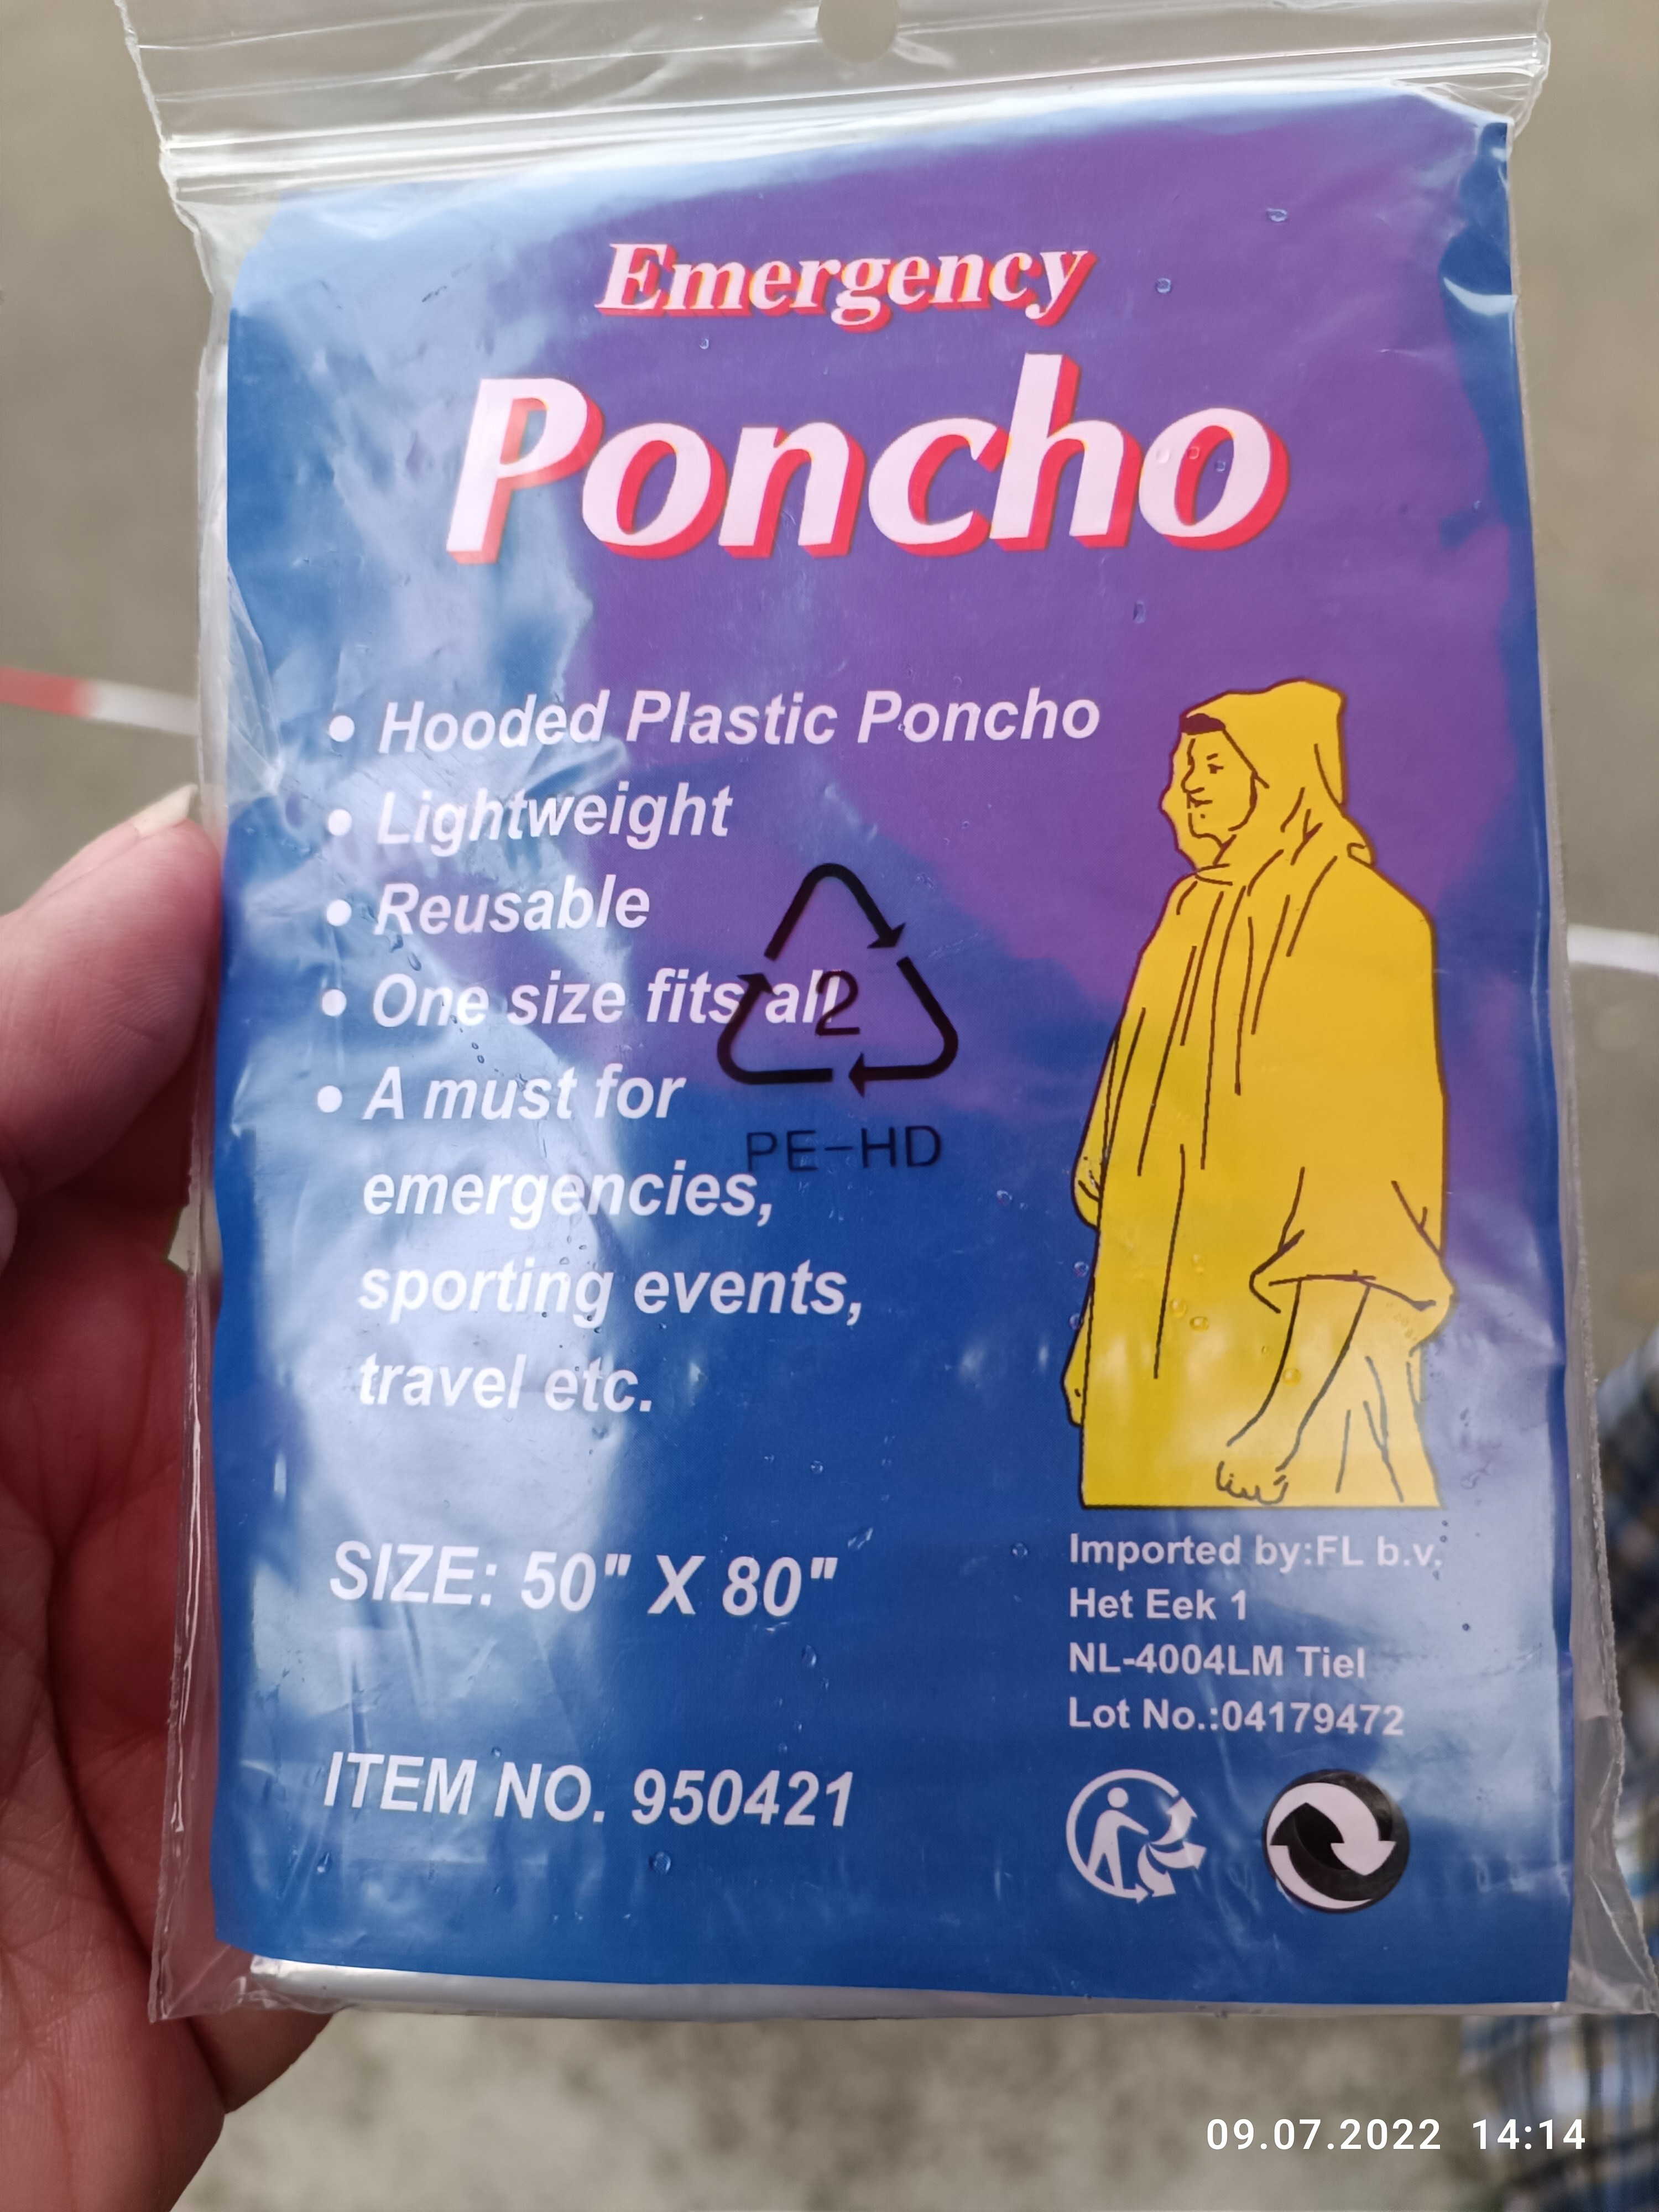 Emergency
Poncho
• Hooded Plastic Poncho
• Lightweight
• Reusable
• One size fits all
2
• A must for
PE-HD
emergencies,
sporting events,
travel etc.
SIZE: 50" X 80"
Imported by:FL b.v.
Het Eek 1
NL-4004LM Tiel
Lot No.:04179472
ITEM NO. 950421
09.07.2022 14:14